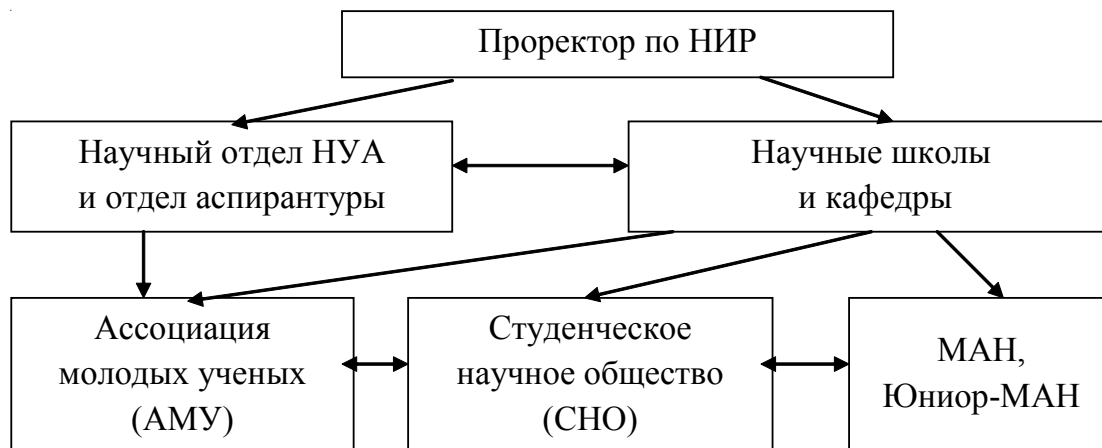 Проректор по НИР
Научный отдел НУА
и отдел аспирантуры
Научные школы
и кафедры
Ассоциация
молодых ученых
(АМУ)
Студенческое
научное общество
(СНО)
МАН,
Юниор-МАН